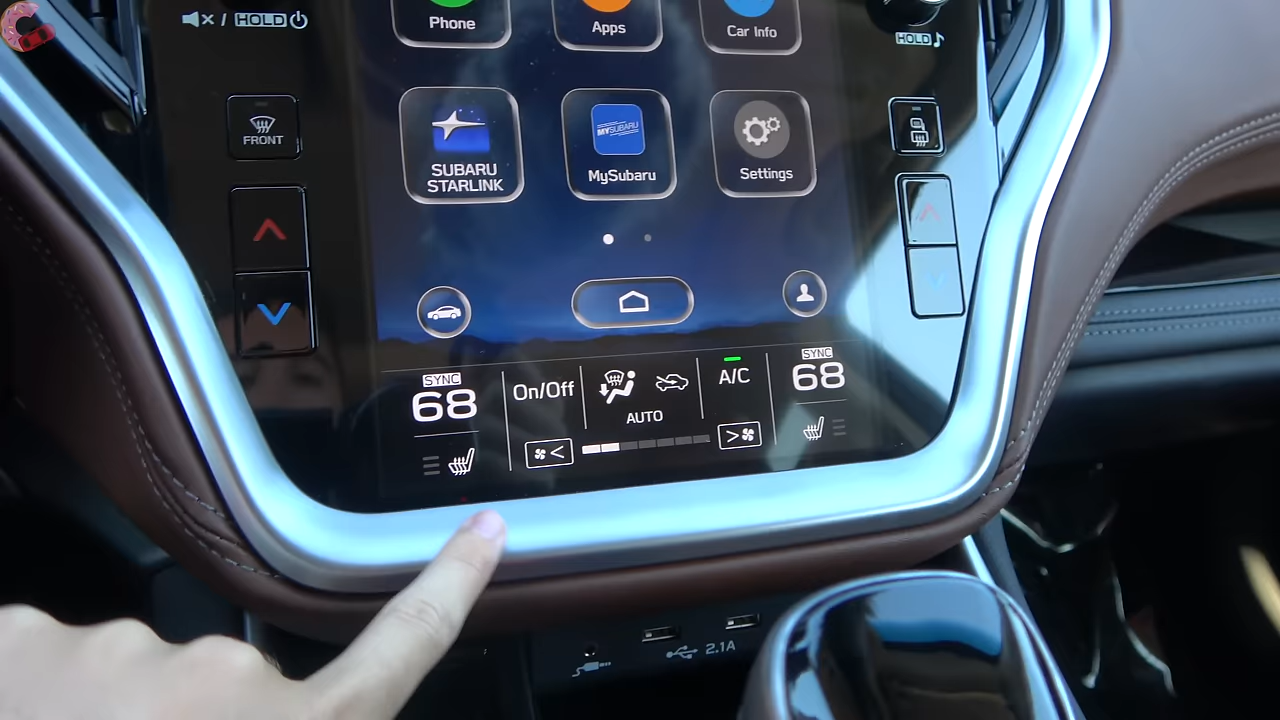 / HOLD
Phone
Apps
Car Info
HOLD
FRONT
SUBARU
STARLINK
MYSUBARU
MySubaru
Settings
SYNC
68
On/Off
AUTO
A/C
SYNC
68
2.1A